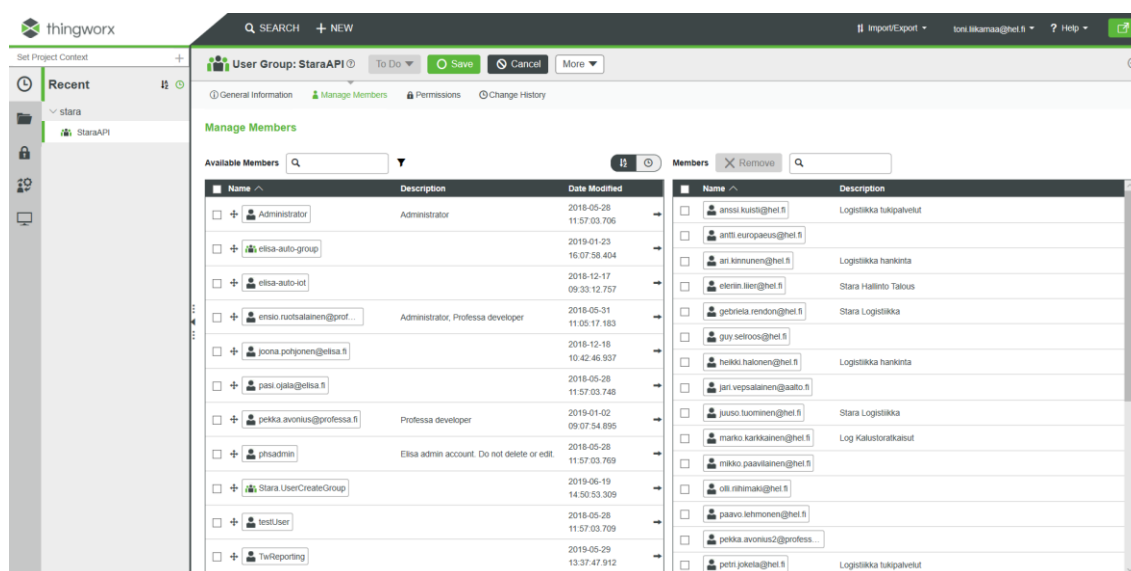 thingworx
SEARCH + NEW
Import/Export
toni.liikamaa@hel.fi
? Help
Set Project Context +
Recent
stara
StaraAPI
User Group: StaraAPI
To Do
Save
Cancel
More
General Information
Manage Members
Permissions
Change History
Manage Members
Available Members
Members
Remove
Name Description Date Modified
Administrator Administrator 2018-05-28
11:57:03.706
elisa-auto-group 2019-01-23
16:07:58.404
elisa-auto-iot 2018-12-17
09:33:12.757
ensio.ruotsalainen@prof... Administrator, Professa developer 2018-05-31
11:05:17.183
joona.pohjonen@elisa.fi 2018-12-18
10:42:46.937
pasi.ojala@elisa.fi 2018-05-28
11:57:03.748
pekka.avonius@professa.fi Professa developer 2019-01-02
09:07:54.895
phsadmin Elisa admin account. Do not delete or edit. 2018-05-28
11:57:03.769
Stara.UserCreateGroup 2019-06-19
14:50:53.309
testUser 2018-05-28
11:57:03.709
TwReporting 2019-05-29
13:37:47.912
Name Description
anssi.kuisti@hel.fi Logistiikka tukipalvelut
antti.europaeus@hel.fi
ari.kinnunen@hel.fi Logistiikka hankinta
eleriin.liier@hel.fi Stara Hallinto Talous
gebriela.rendon@hel.fi Stara Logistiikka
guy.selroos@hel.fi
heikki.halonen@hel.fi Logistiikka hankinta
jari.vepsalainen@aalto.fi
juuso.tuominen@hel.fi Stara Logistiikka
marko.karkkainen@hel.fi Log Kalustoratkaisut
mikko.paavilainen@hel.fi
olli.riihimaki@hel.fi
paavo.lehmonen@hel.fi
pekka.avonius2@profess...
petri.jokela@hel.fi Logistiikka tukipalvelut